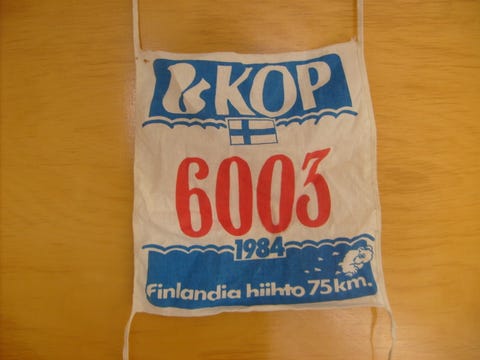 KOP
6003
1984
Finlandia hiihto 75 km.